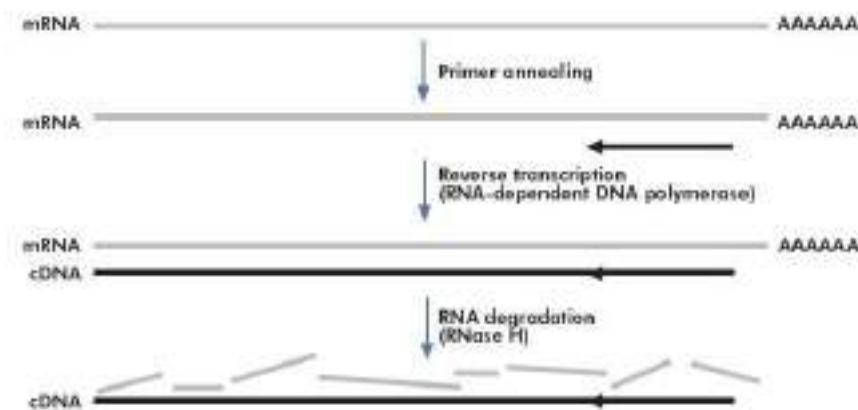 mRNA AAAAAA
Primer annealing
mRNA AAAAAA
Reverse transcription
(RNA-dependent DNA polymerase)
mRNA AAAAAA
cDNA
RNA degradation
(RNase H)
cDNA